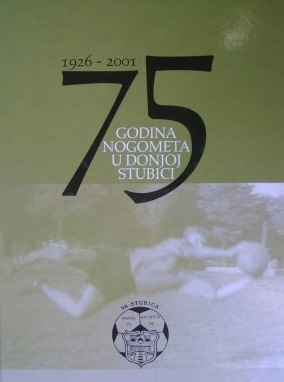 1926 - 2001
75
GODINA
NOGOMETA
U DONJOJ
STUBICI
NK STUBICA